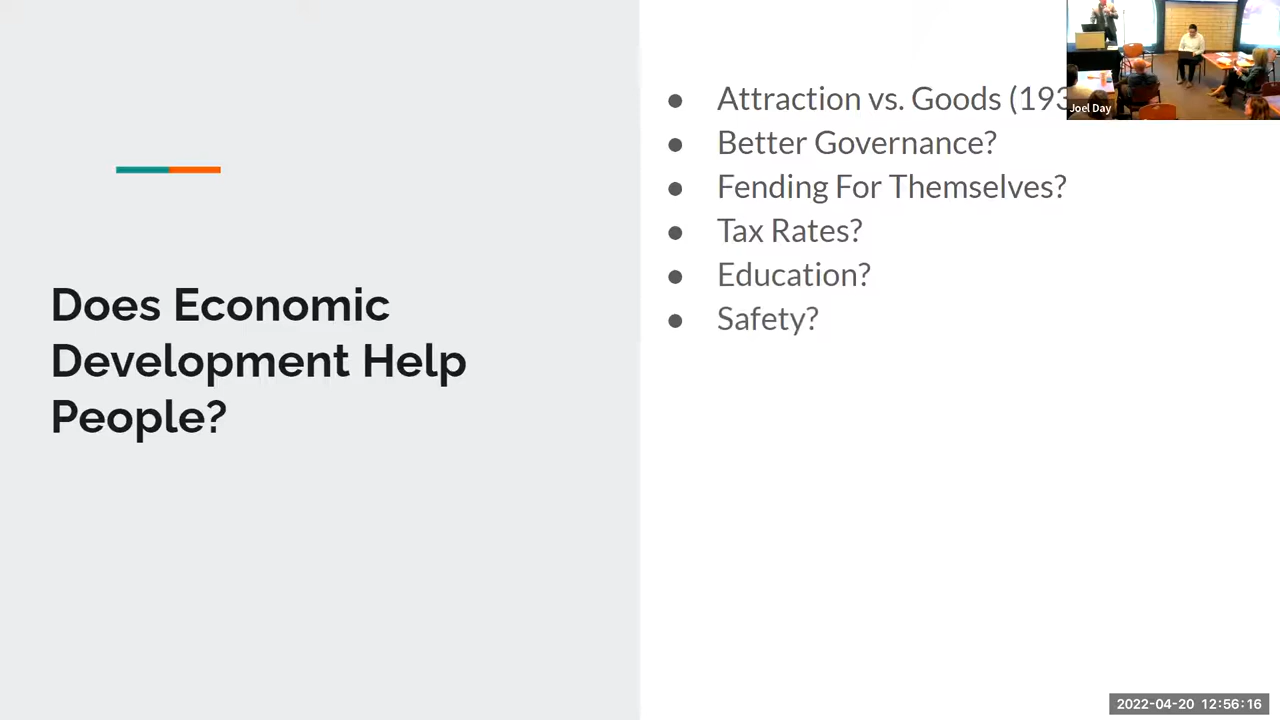 Does Economic
Development Help
People?
● Attraction vs. Goods (193
● Better Governance?
● Fending For Themselves?
● Tax Rates?
● Education?
● Safety?
Joel Day
2022-04-20 12:56:16